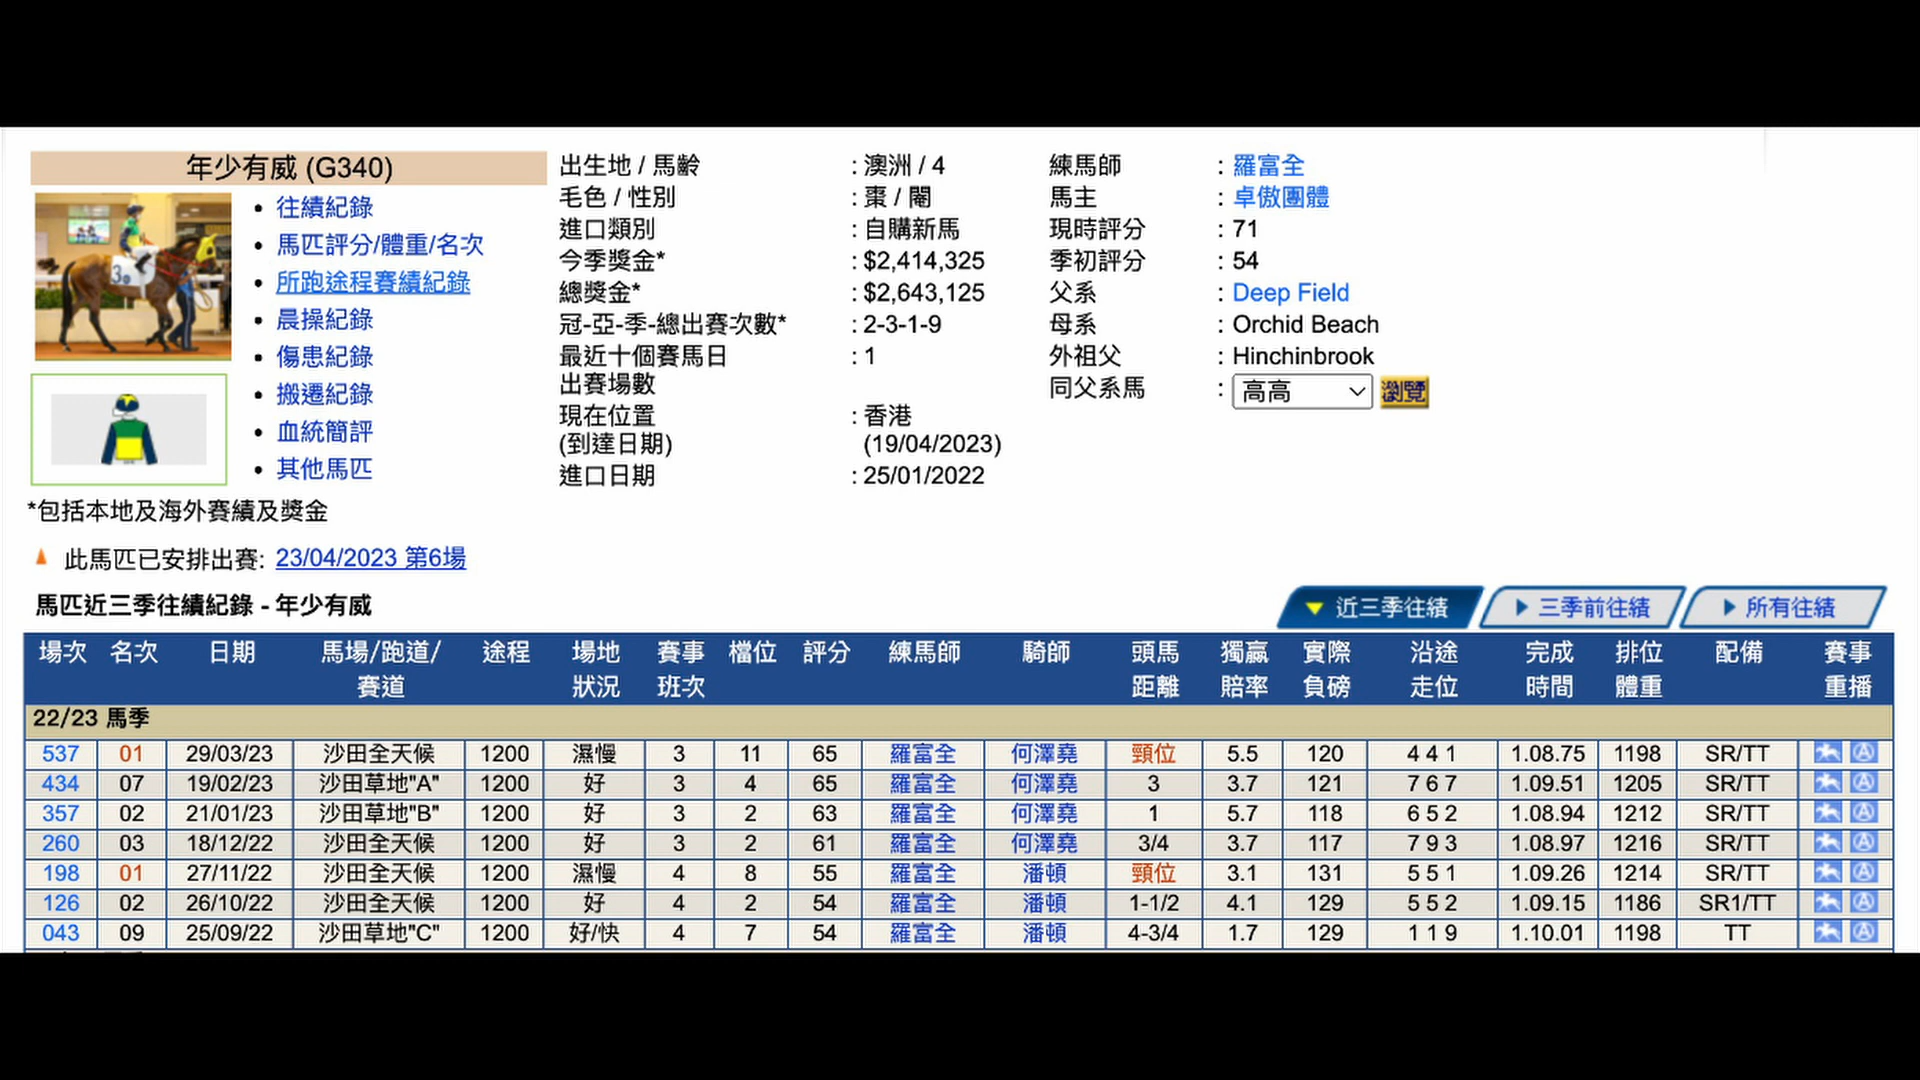 年少有威 (G340)
往績紀錄
馬匹評分/體重/名次
所跑途程賽績紀錄
晨操紀錄
傷患紀錄
搬遷紀錄
血統簡評
其他馬匹
出生地 / 馬齡 : 澳洲 / 4
毛色 / 性別 : 棗 / 閹
進口類別 : 自購新馬
今季獎金* : $2,414,325
總獎金* : $2,643,125
冠-亞-季-總出賽次數* : 2-3-1-9
最近十個賽馬日 : 1
出賽場數
現在位置 : 香港
(到達日期) (19/04/2023)
進口日期 : 25/01/2022
練馬師 : 羅富全
馬主 : 卓傲團體
現時評分 : 71
季初評分 : 54
父系 : Deep Field
母系 : Orchid Beach
外祖父 : Hinchinbrook
同父系馬 : 高高 瀏覽
*包括本地及海外賽績及獎金
此馬匹已安排出賽: 23/04/2023 第6場
馬匹近三季往績紀錄 - 年少有威
近三季往績 三季前往績 所有往績
場次 名次 日期 馬場/跑道/ 途程 場地 賽事 檔位 評分 練馬師 騎師 頭馬 獨贏 實際 沿途 完成 排位 配備 賽事
賽道 狀況 班次 距離 賠率 負磅 走位 時間 體重 重播
22/23 馬季
537 01 29/03/23 沙田全天候 1200 濕慢 3 11 65 羅富全 何澤堯 頸位 5.5 120 4 4 1 1.08.75 1198 SR/TT
434 07 19/02/23 沙田草地"A" 1200 好 3 4 65 羅富全 何澤堯 3 3.7 121 7 6 7 1.09.51 1205 SR/TT
357 02 21/01/23 沙田草地"B" 1200 好 3 2 63 羅富全 何澤堯 1 5.7 118 6 5 2 1.08.94 1212 SR/TT
260 03 18/12/22 沙田全天候 1200 好 3 2 61 羅富全 何澤堯 3/4 3.7 117 7 9 3 1.08.97 1216 SR/TT
198 01 27/11/22 沙田全天候 1200 濕慢 4 8 55 羅富全 潘頓 頸位 3.1 131 5 5 1 1.09.26 1214 SR/TT
126 02 26/10/22 沙田全天候 1200 好 4 2 54 羅富全 潘頓 1-1/2 4.1 129 5 5 2 1.09.15 1186 SR1/TT
043 09 25/09/22 沙田草地"C" 1200 好/快 4 7 54 羅富全 潘頓 4-3/4 1.7 129 1 1 9 1.10.01 1198 TT